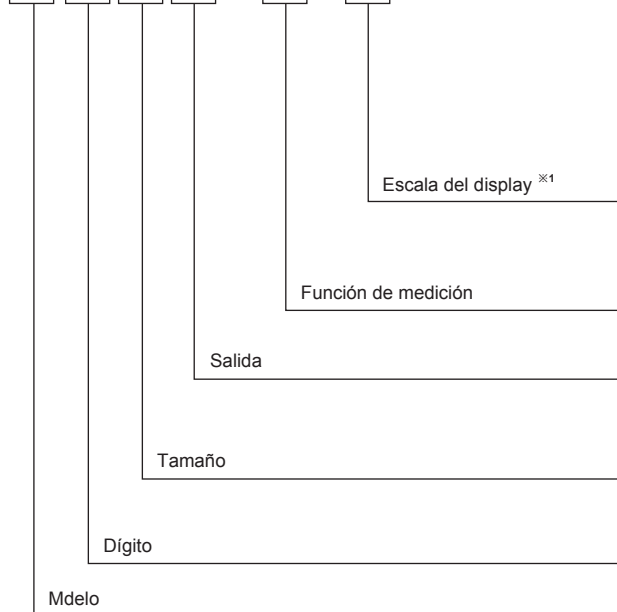 Escala del display ※1
Función de medición
Salida
Tamaño
Dígito
Mdelo